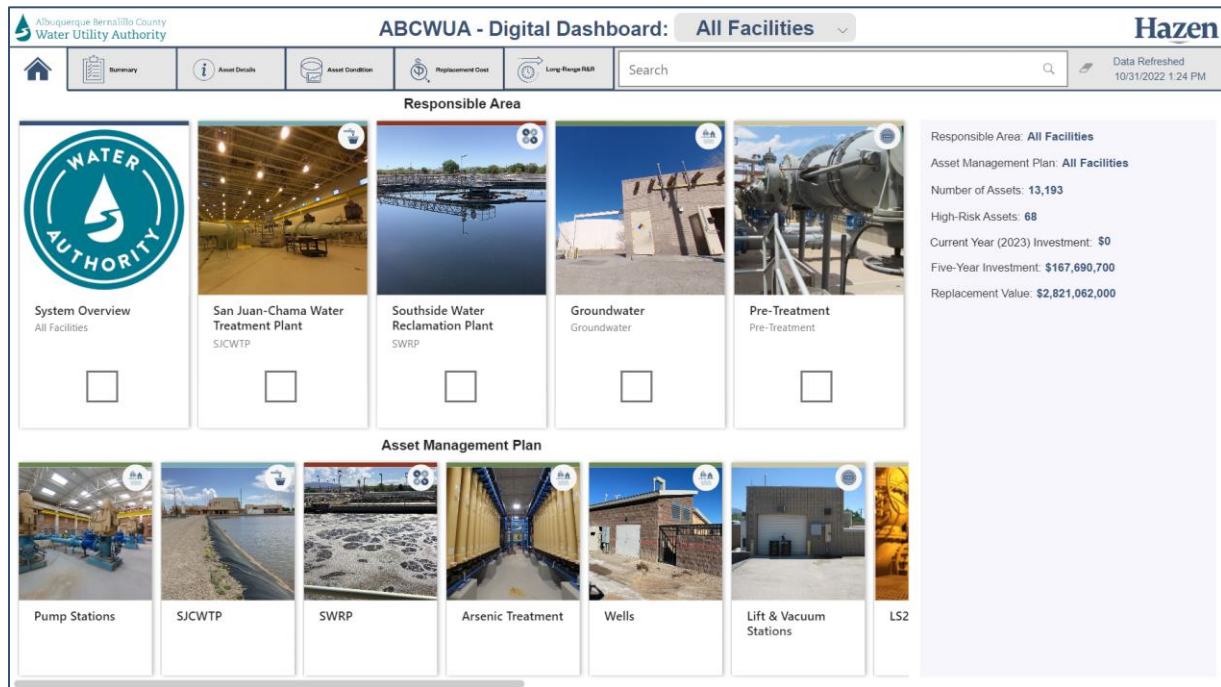 Albuquerque Bernalillo County
Water Utility Authority
ABCWUA - Digital Dashboard:
All Facilities
Hazen
Summary
Asset Details
Asset Condition
Replacement Cost
Long-Range R&R
Search
Data Refreshed
10/31/2022 1:24 PM
Responsible Area
WATER
AUTHORITY
System Overview
All Facilities
San Juan-Chama Water
Treatment Plant
SJCWTP
Southside Water
Reclamation Plant
SWRP
Groundwater
Groundwater
Pre-Treatment
Pre-Treatment
Responsible Area: All Facilities
Asset Management Plan: All Facilities
Number of Assets: 13,193
High-Risk Assets: 68
Current Year (2023) Investment: $0
Five-Year Investment: $167,690,700
Replacement Value: $2,821,062,000
Asset Management Plan
Pump Stations
SJCWTP
SWRP
Arsenic Treatment
Wells
Lift & Vacuum
Stations
LS2